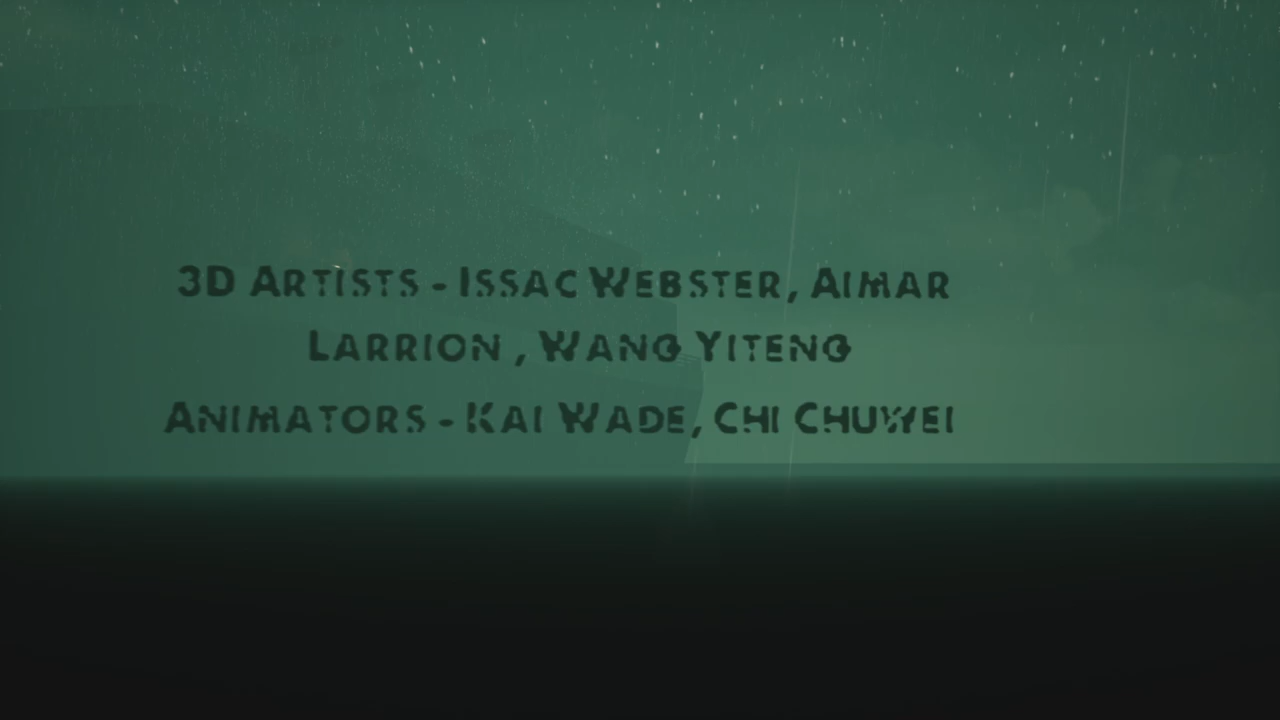 3D Artists - Issac Webster, Aimar
Larrion , Wang Yiteng
Animators - Kai Wade, Chi Chuwei